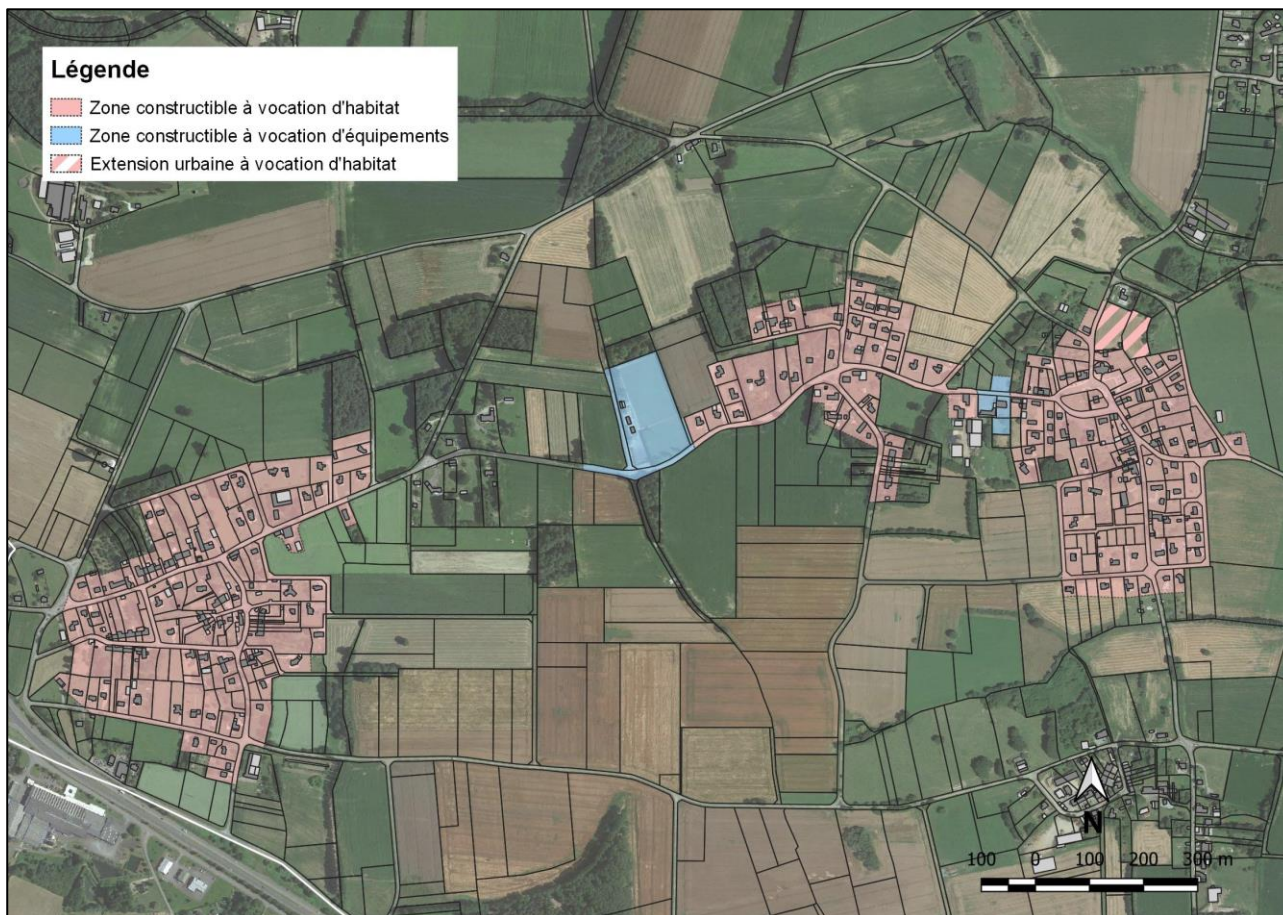 Légende
Zone constructible à vocation d'habitat
Zone constructible à vocation d'équipements
Extension urbaine à vocation d'habitat
N
100 0 100 200 300 m